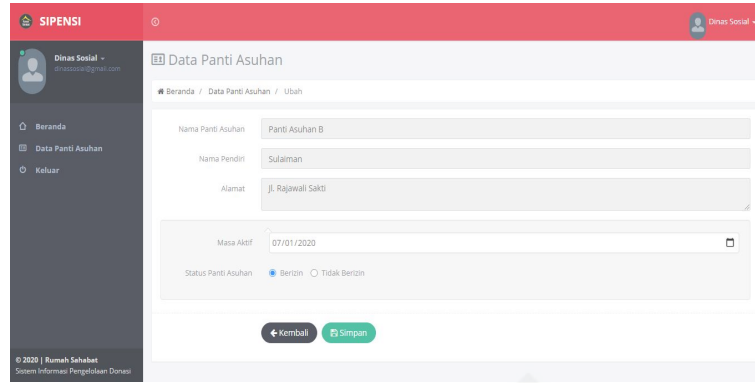 SIPENSI
Dinas Sosial
Dinas Sosial
dinassosial@gmail.com
Data Panti Asuhan
Beranda / Data Panti Asuhan / Ubah
Beranda
Data Panti Asuhan
Keluar
Nama Panti Asuhan Panti Asuhan B
Nama Pendiri Sulaiman
Alamat Jl. Rajawali Sakti
Masa Aktif 07/01/2020
Status Panti Asuhan Berizin Tidak Berizin
Kembali Simpan
© 2020 | Rumah Sahabat
Sistem Informasi Pengelolaan Donasi